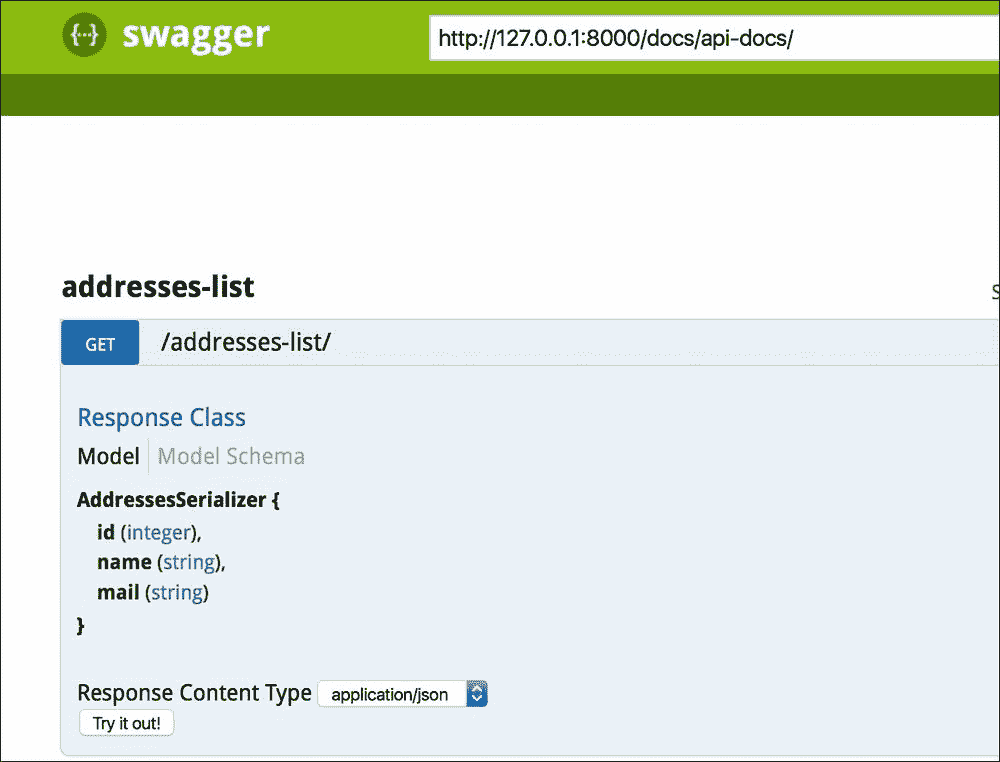 {···} swagger
http://127.0.0.1:8000/docs/api-docs/
addresses-list
S
GET /addresses-list/
Response Class
Model Model Schema
AddressesSerializer {
id (integer),
name (string),
mail (string)
}
Response Content Type application/json
Try it out!